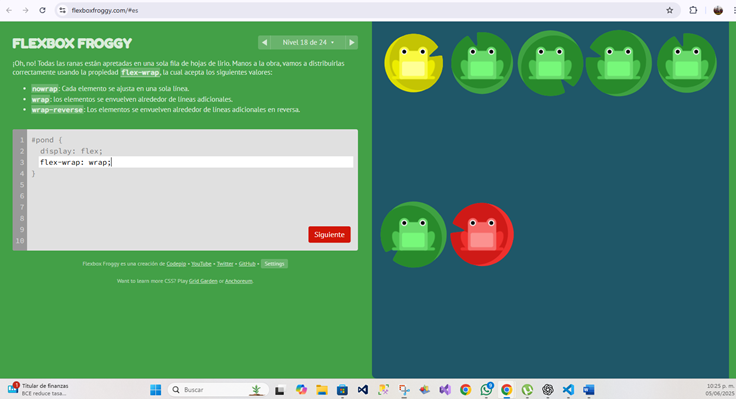 flexboxfroggy.com/#es
FLEXBOX FROGGY
Nivel 18 de 24
¡Oh, no! Todas las ranas están apretadas en una sola fila de hojas de lirio. Manos a la obra, vamos a distribuirlas
correctamente usando la propiedad flex-wrap, la cual acepta los siguientes valores:
• nowrap: Cada elemento se ajusta en una sola línea.
• wrap: los elementos se envuelven alrededor de líneas adicionales.
• wrap-reverse: Los elementos se envuelven alrededor de líneas adicionales en reversa.
1 #pond {
2 display: flex;
3 flex-wrap: wrap;
4 }
5
6
7
8
9
10
Siguiente
Flexbox Froggy es una creación de Codepip • YouTube • Twitter • GitHub • Settings
Want to learn more CSS? Play Grid Garden or Anchoreum.
1
Titular de finanzas
BCE reduce tasa...
Buscar
10:25 p. m.
05/06/2025